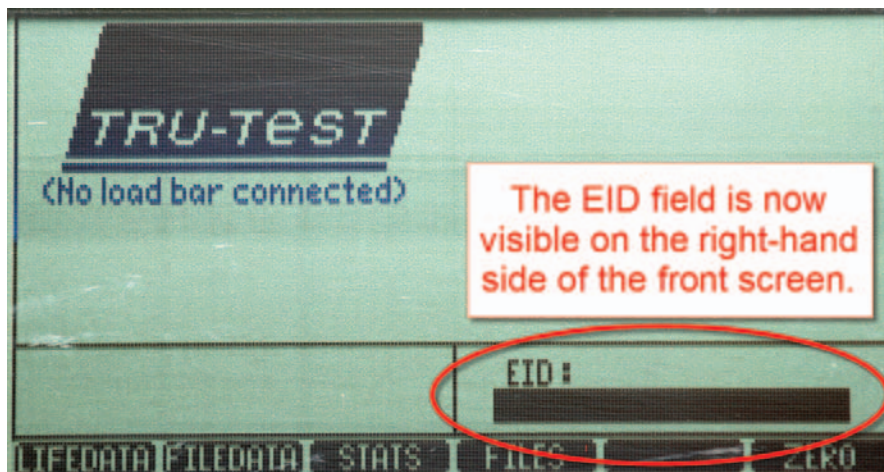 TRU-TEST
(No load bar connected)
The EID field is now
visible on the right-hand
side of the front screen.
EID:
LIFEDATA FILEDATA STATS FILES ZERO